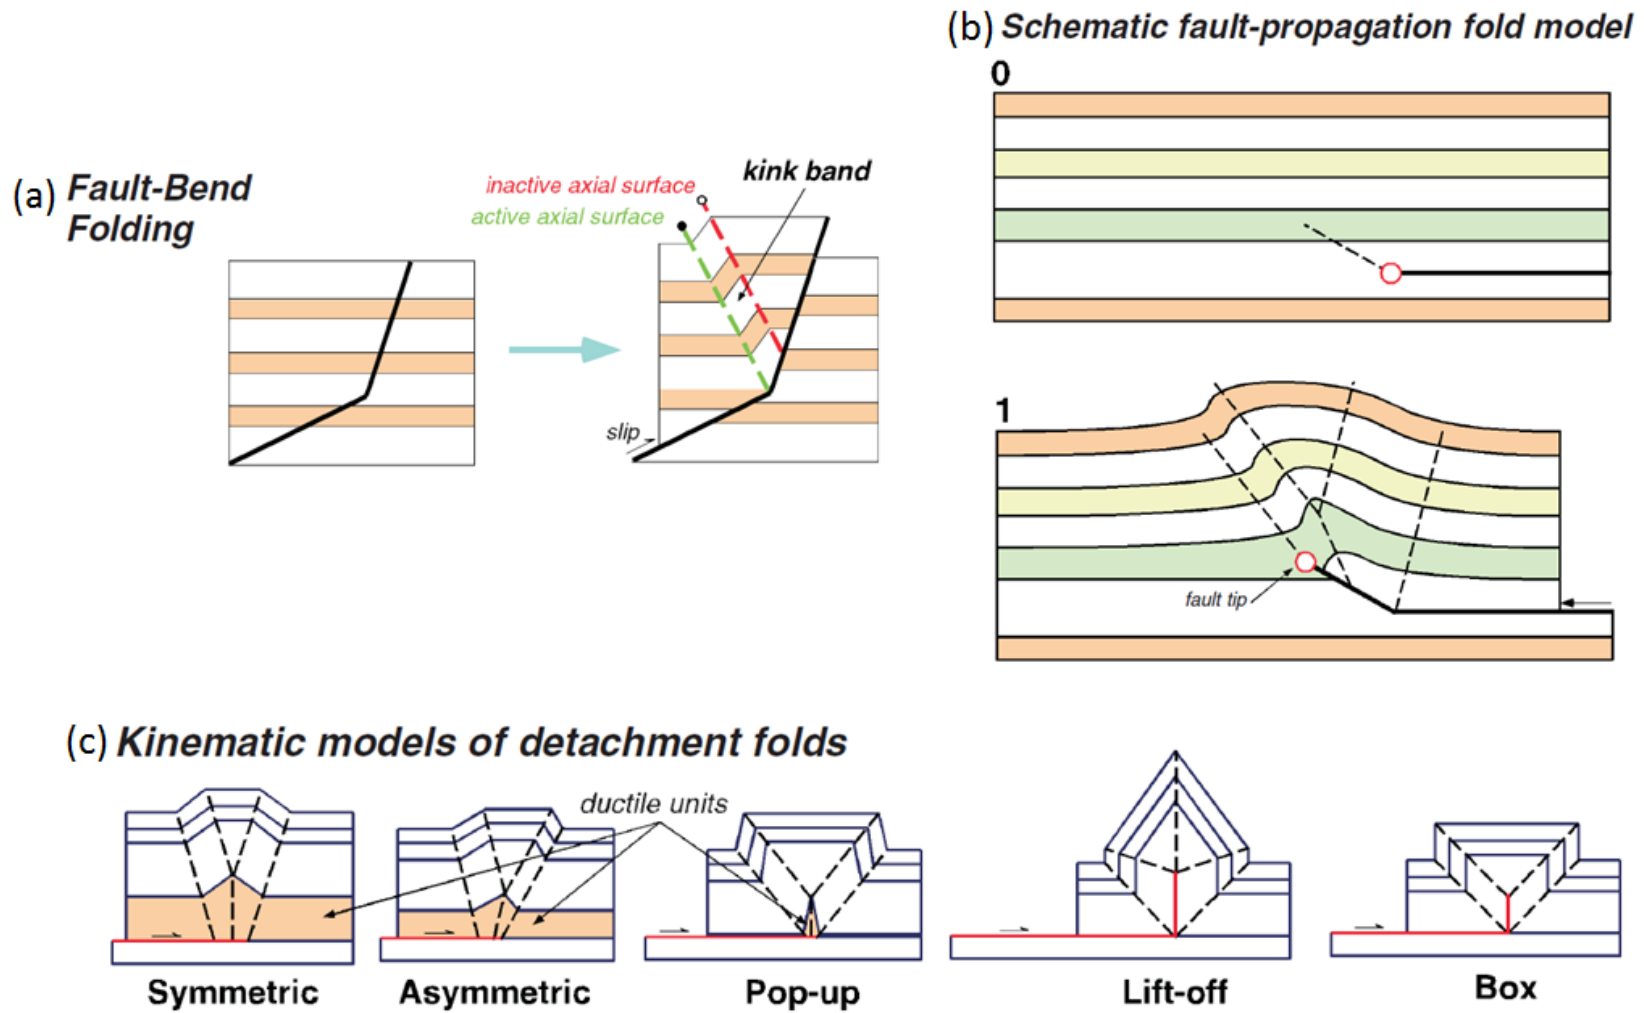 (a) Fault-Bend
Folding
inactive axial surface
active axial surface
kink band
slip
(b) Schematic fault-propagation fold model
0
1
fault tip
(c) Kinematic models of detachment folds
ductile units
Symmetric
Asymmetric
Pop-up
Lift-off
Box